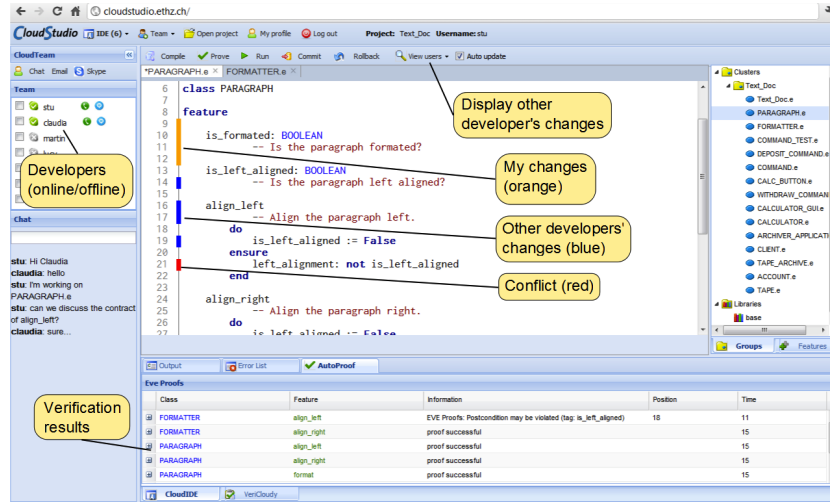 cloudstudio.ethz.ch/
CloudStudio IDE (6) Team Open project My profile Log out Project: Text_Doc Username: stu
CloudTeam
Compile Prove Run Commit Rollback View users Auto update
Chat Email Skype
*PARAGRAPH.e FORMATTER.e
Team
stu
claudia
martin
Developers
(online/offline)
Chat
stu: Hi Claudia
claudia: hello
stu: I'm working on
PARAGRAPH.e
stu: can we discuss the contract
of align_left?
claudia: sure...
6 class PARAGRAPH
7
8 feature
9
10 is_formated: BOOLEAN
11 -- Is the paragraph formated?
12
13 is_left_aligned: BOOLEAN
14 -- Is the paragraph left aligned?
15
16 align_left
17 -- Align the paragraph left.
18 do
19 is_left_aligned := False
20 ensure
21 left_alignment: not is_left_aligned
22 end
23
24 align_right
25 -- Align the paragraph right.
26 do
27 is_left_aligned := False
Display other
developer's changes
My changes
(orange)
Other developers'
changes (blue)
Conflict (red)
Clusters
Text_Doc
Text_Doc.e
PARAGRAPH.e
FORMATTER.e
COMMAND_TEST.e
DEPOSIT_COMMAND.e
COMMAND.e
CALC_BUTTON.e
WITHDRAW_COMMAN
CALCULATOR_GUI.e
CALCULATOR.e
ARCHIVER_APPLICATI
CLIENT.e
TAPE_ARCHIVE.e
ACCOUNT.e
TAPE.e
Libraries
base
Groups Features
Output Error List AutoProof
Eve Proofs
Class Feature Information Position Time
FORMATTER align_left EVE Proofs: Postcondition may be violated (tag: is_left_aligned) 18 11
FORMATTER align_right proof successful 15
PARAGRAPH align_left proof successful 15
PARAGRAPH align_right proof successful 15
PARAGRAPH format proof successful 15
Verification
results
CloudIDE VeriCloudy